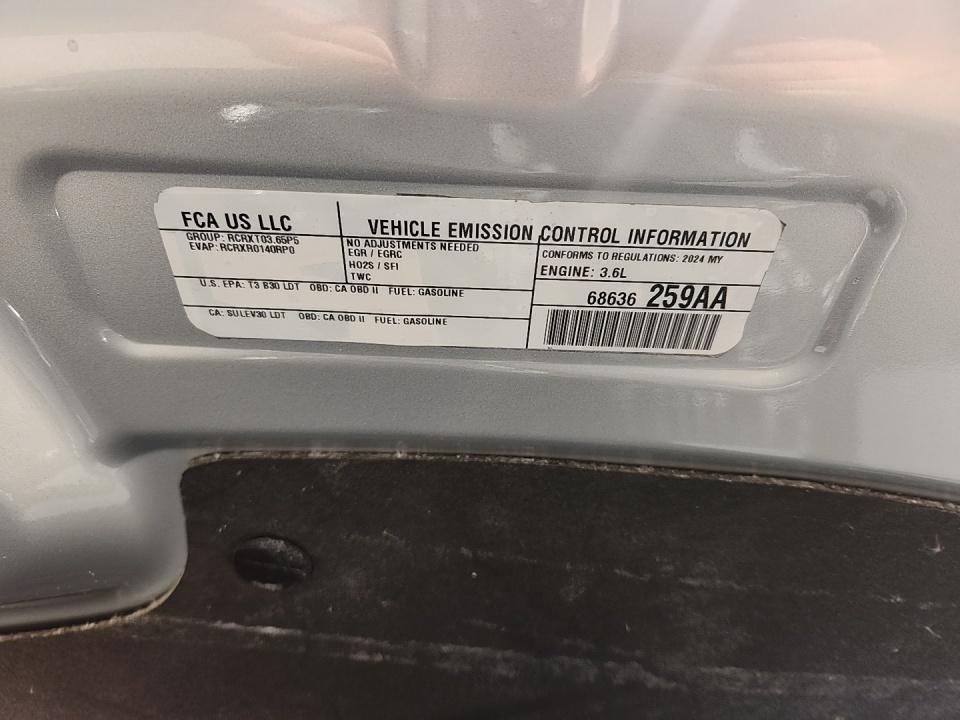 FCA US LLC
GROUP: RCRXT03.65P5
EVAP: RCRXR0140RP0
VEHICLE EMISSION CONTROL INFORMATION
NO ADJUSTMENTS NEEDED
EGR / EGRC
HO2S / SFI
TWC
CONFORMS TO REGULATIONS: 2024 MY
ENGINE: 3.6L
U.S. EPA: T3 B30 LDT OBD: CA OBD II FUEL: GASOLINE
CA: SULEV30 LDT OBD: CA OBD II FUEL: GASOLINE
68636 259AA